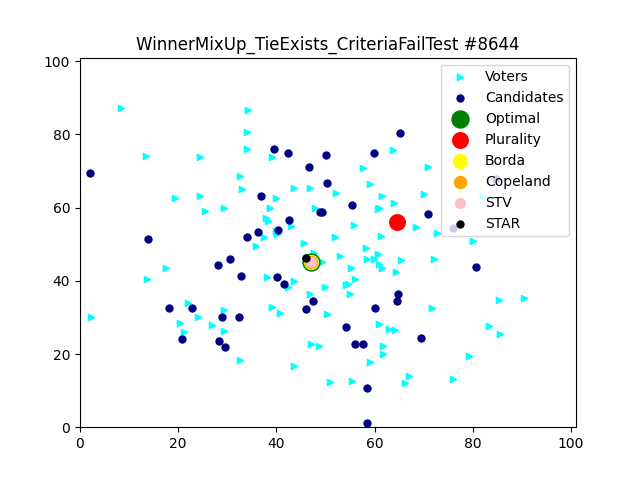 WinnerMixUp_TieExists_CriteriaFailTest #8644
100
80
60
40
20
0
0
20
40
60
80
100
Voters
Candidates
Optimal
Plurality
Borda
Copeland
STV
STAR